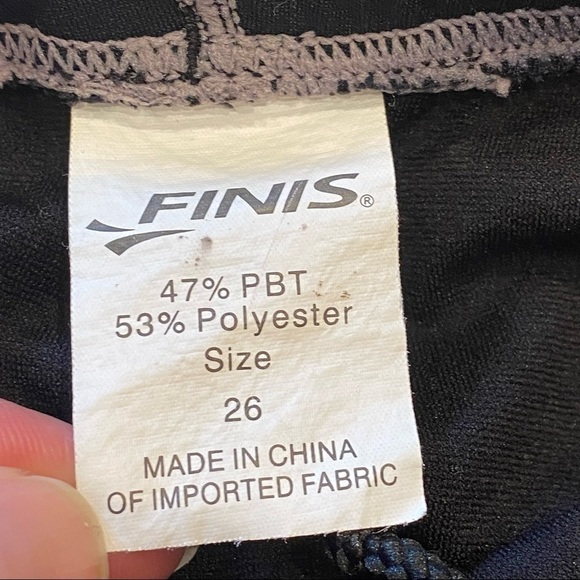 FINIS®
47% PBT
53% Polyester
Size
26
MADE IN CHINA
OF IMPORTED FABRIC